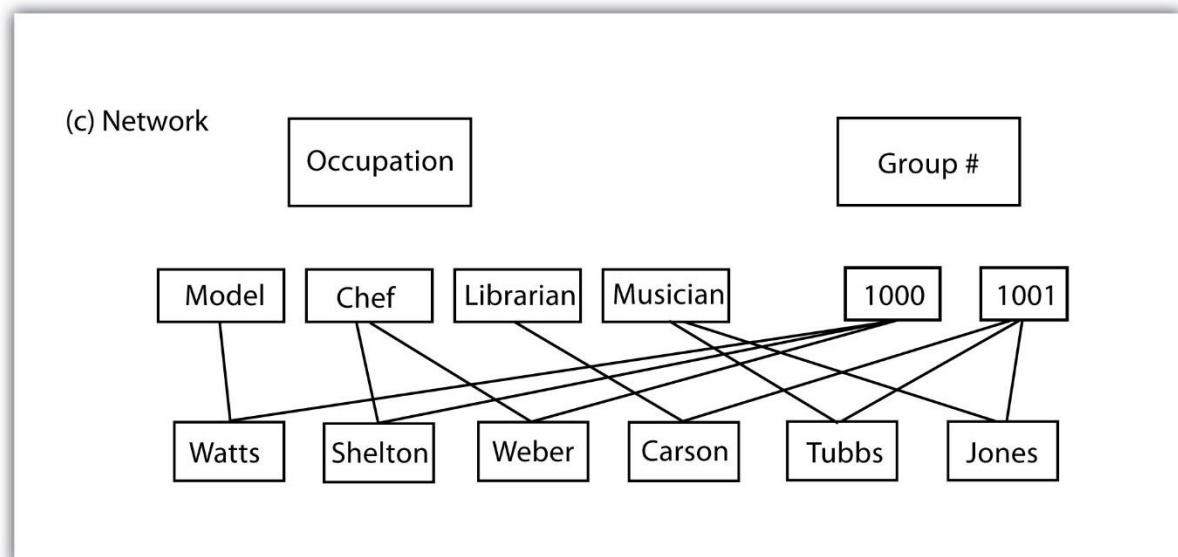 (c) Network
Occupation
Group #
Model
Chef
Librarian
Musician
1000
1001
Watts
Shelton
Weber
Carson
Tubbs
Jones